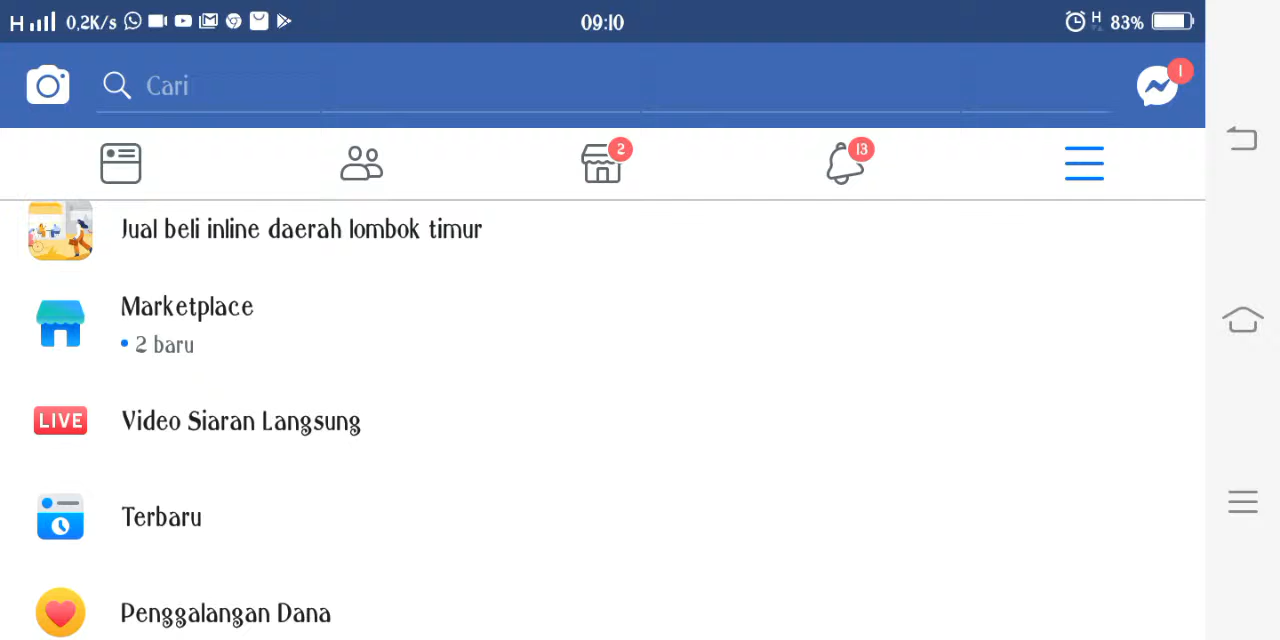 H 0,2K/s 09:10 H 83%
Cari 1
2 13
Jual beli inline daerah lombok timur
Marketplace
• 2 baru
LIVE Video Siaran Langsung
Terbaru
Penggalangan Dana